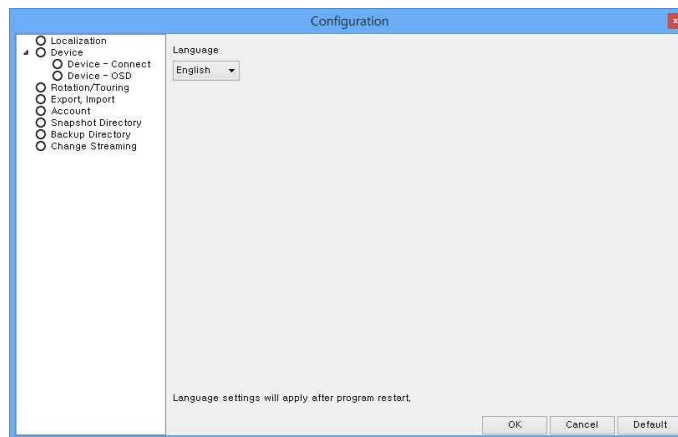 Configuration
x
Localization
Device
Device - Connect
Device - OSD
Rotation/Touring
Export, Import
Account
Snapshot Directory
Backup Directory
Change Streaming
Language
English
Language settings will apply after program restart,
OK
Cancel
Default